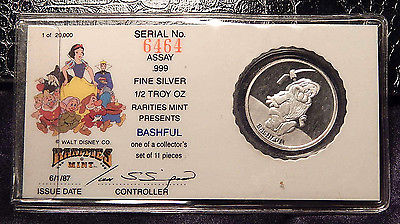 1 of 20,000
SERIAL No.
6464
ASSAY
.999
FINE SILVER
1/2 TROY OZ
RARITIES MINT
PRESENTS
BASHFUL
one of a collector's
set of 11 pieces
© WALT DISNEY CO.
RARITIES
MINT
6/1/87
ISSUE DATE
CONTROLLER
BASHFUL